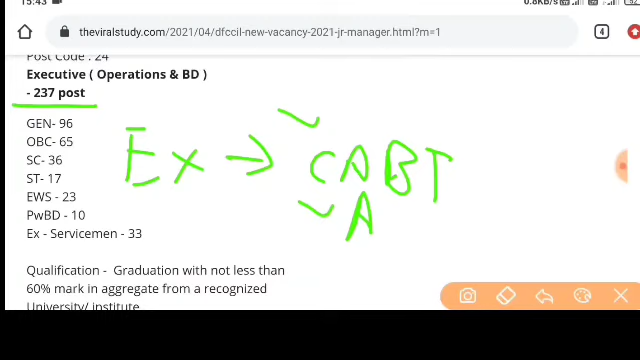 15:43 0.8KB/s
theviralstudy.com/2021/04/dfccil-new-vacancy-2021-jr-manager.html?m=1 4
Post Code : 24
Executive ( Operations & BD )
- 237 post
GEN- 96
OBC- 65
SC- 36
ST- 17
EWS - 23
PwBD - 10
Ex - Servicemen - 33
Ex → CABT
A
Qualification - Graduation with not less than
60% mark in aggregate from a recognized
University/ institute